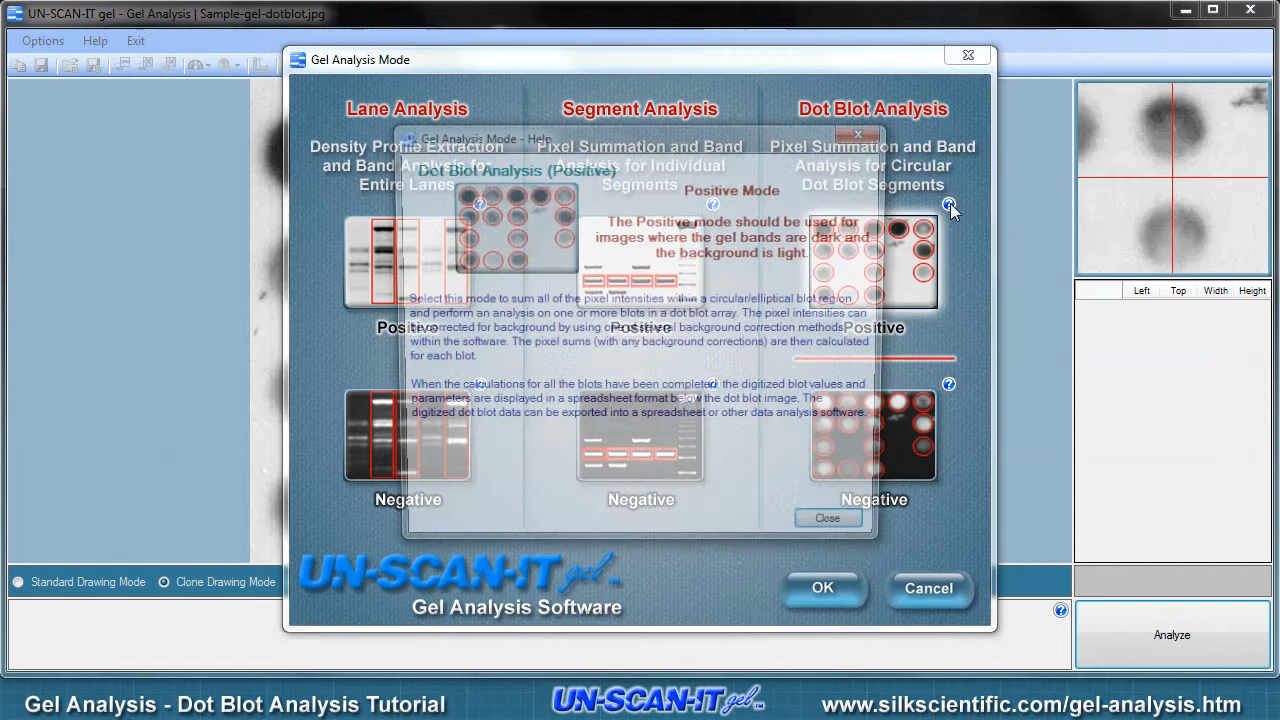 UN-SCAN-IT gel - Gel Analysis | Sample-gel-dotblot.jpg
Options Help Exit
Gel Analysis Mode
Lane Analysis
Density Profile Extraction
and Band Analysis for
Entire Lanes
Positive
Negative
Segment Analysis
Pixel Summation and Band
Analysis for Individual
Segments
Positive
Negative
Dot Blot Analysis
Pixel Summation and Band
Analysis for Circular
Dot Blot Segments
Positive
Negative
Gel Analysis Mode - Help
Dot Blot Analysis (Positive)
Positive Mode
The Positive mode should be used for
images where the gel bands are dark and
the background is light.
Select this mode to sum all of the pixel intensities within a circular/elliptical blot region
and perform an analysis on one or more blots in a dot blot array. The pixel intensities can
be corrected for background by using one of several background correction methods
within the software. The pixel sums (with any background corrections) are then calculated
for each blot.
When the calculations for all the blots have been completed, the digitized blot values and
parameters are displayed in a spreadsheet format below the dot blot image. The
digitized dot blot data can be exported into a spreadsheet or other data analysis software.
Close
UN-SCAN-IT gel™
Gel Analysis Software
OK Cancel
Left Top Width Height
Standard Drawing Mode Clone Drawing Mode
Analyze
Gel Analysis - Dot Blot Analysis Tutorial
UN-SCAN-IT gel™
www.silkscientific.com/gel-analysis.htm